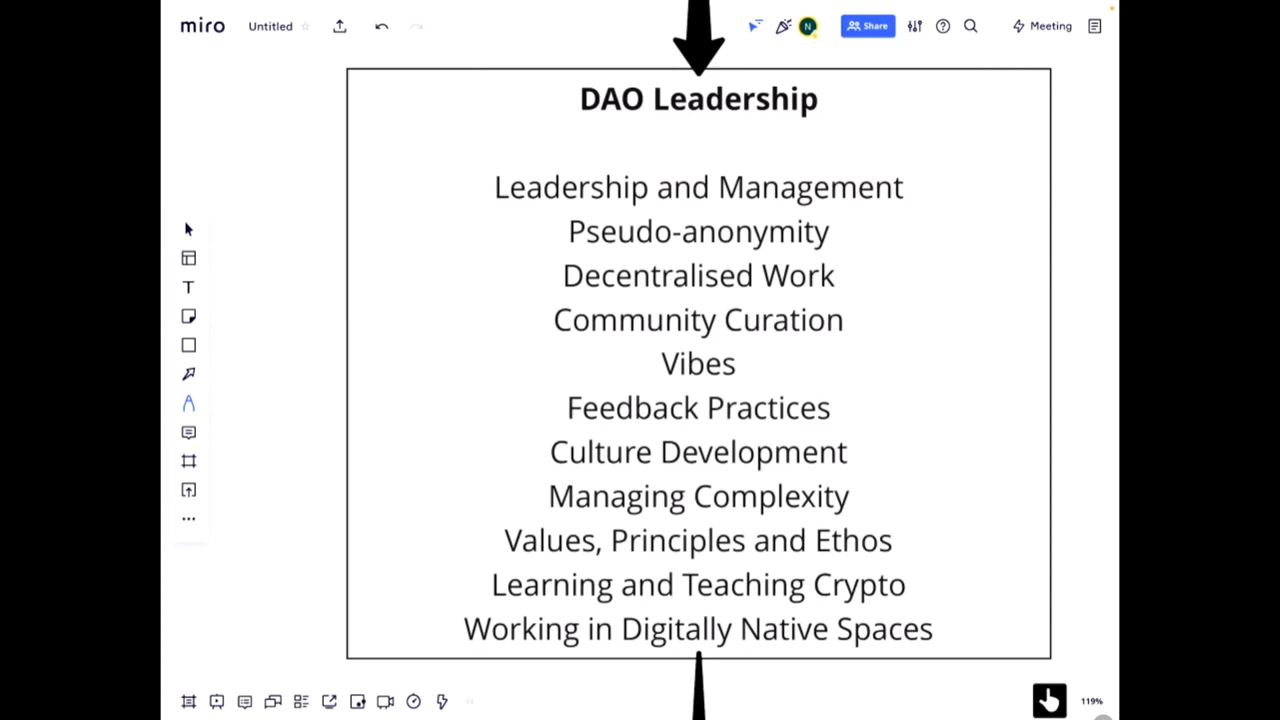 miro Untitled Share Meeting
DAO Leadership
Leadership and Management
Pseudo-anonymity
Decentralised Work
Community Curation
Vibes
Feedback Practices
Culture Development
Managing Complexity
Values, Principles and Ethos
Learning and Teaching Crypto
Working in Digitally Native Spaces
N
T
119%